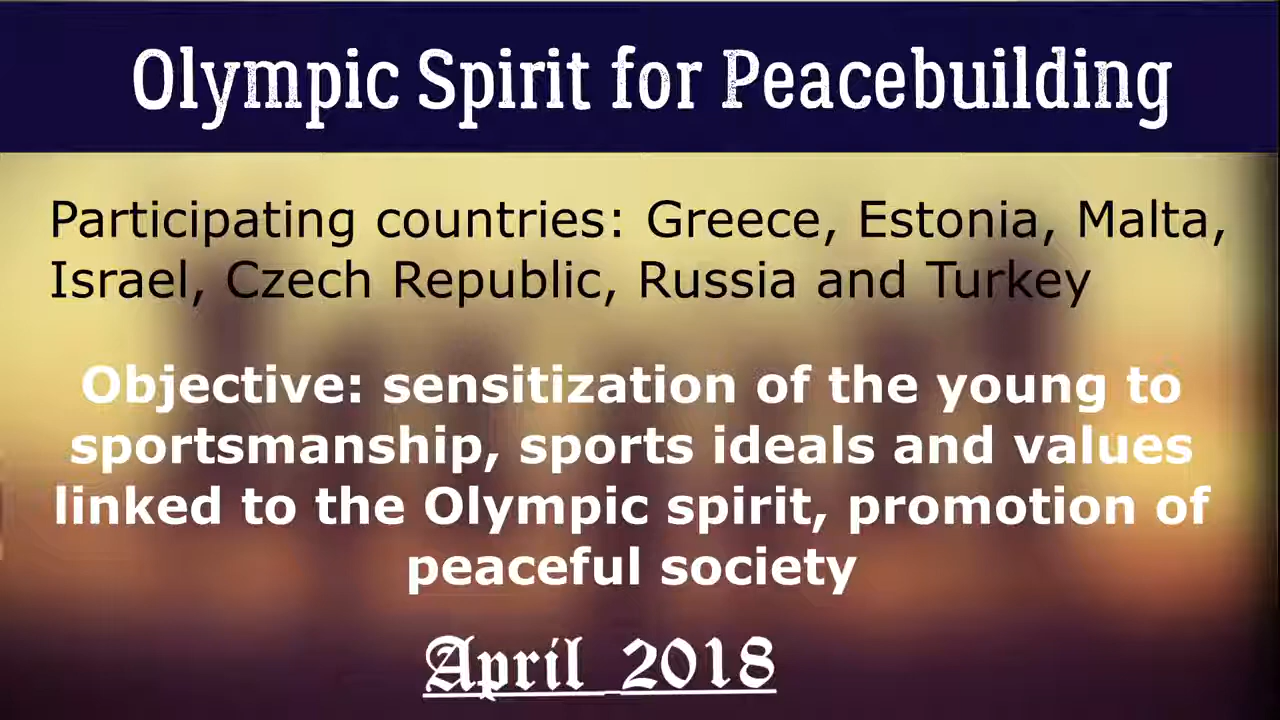 Olympic Spirit for Peacebuilding
Participating countries: Greece, Estonia, Malta,
Israel, Czech Republic, Russia and Turkey
Objective: sensitization of the young to
sportsmanship, sports ideals and values
linked to the Olympic spirit, promotion of
peaceful society
April 2018